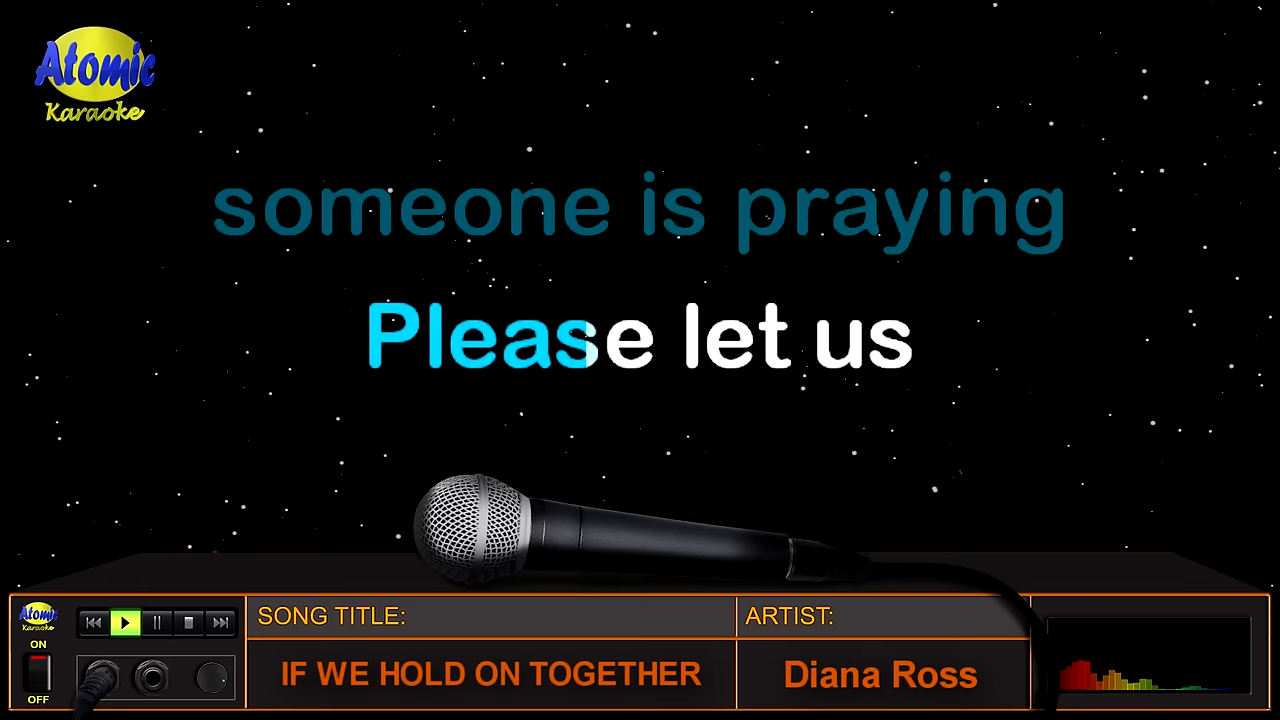 Atomic
Karaoke
someone is praying
Please let us
Atomic
Karaoke
ON
OFF
SONG TITLE:
IF WE HOLD ON TOGETHER
ARTIST:
Diana Ross